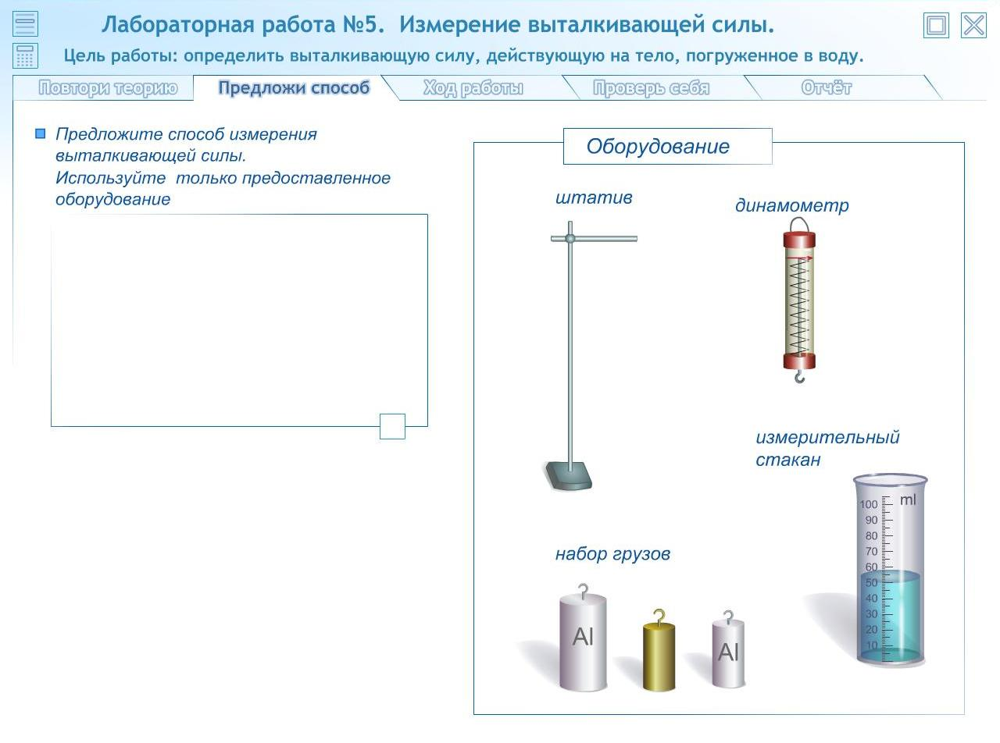 Лабораторная работа №5.  Измерение выталкивающей силы.
Цель работы: определить выталкивающую силу, действующую на тело, погруженное в воду.
Повтори теорию
Предложи способ
Ход работы
Проверь себя
Отчёт
Предложите способ измерения
выталкивающей силы.
Используйте  только предоставленное
оборудование
Оборудование
штатив
динамометр
измерительный
стакан
ml
100
90
80
70
60
50
40
30
20
10
набор грузов
Al
Al